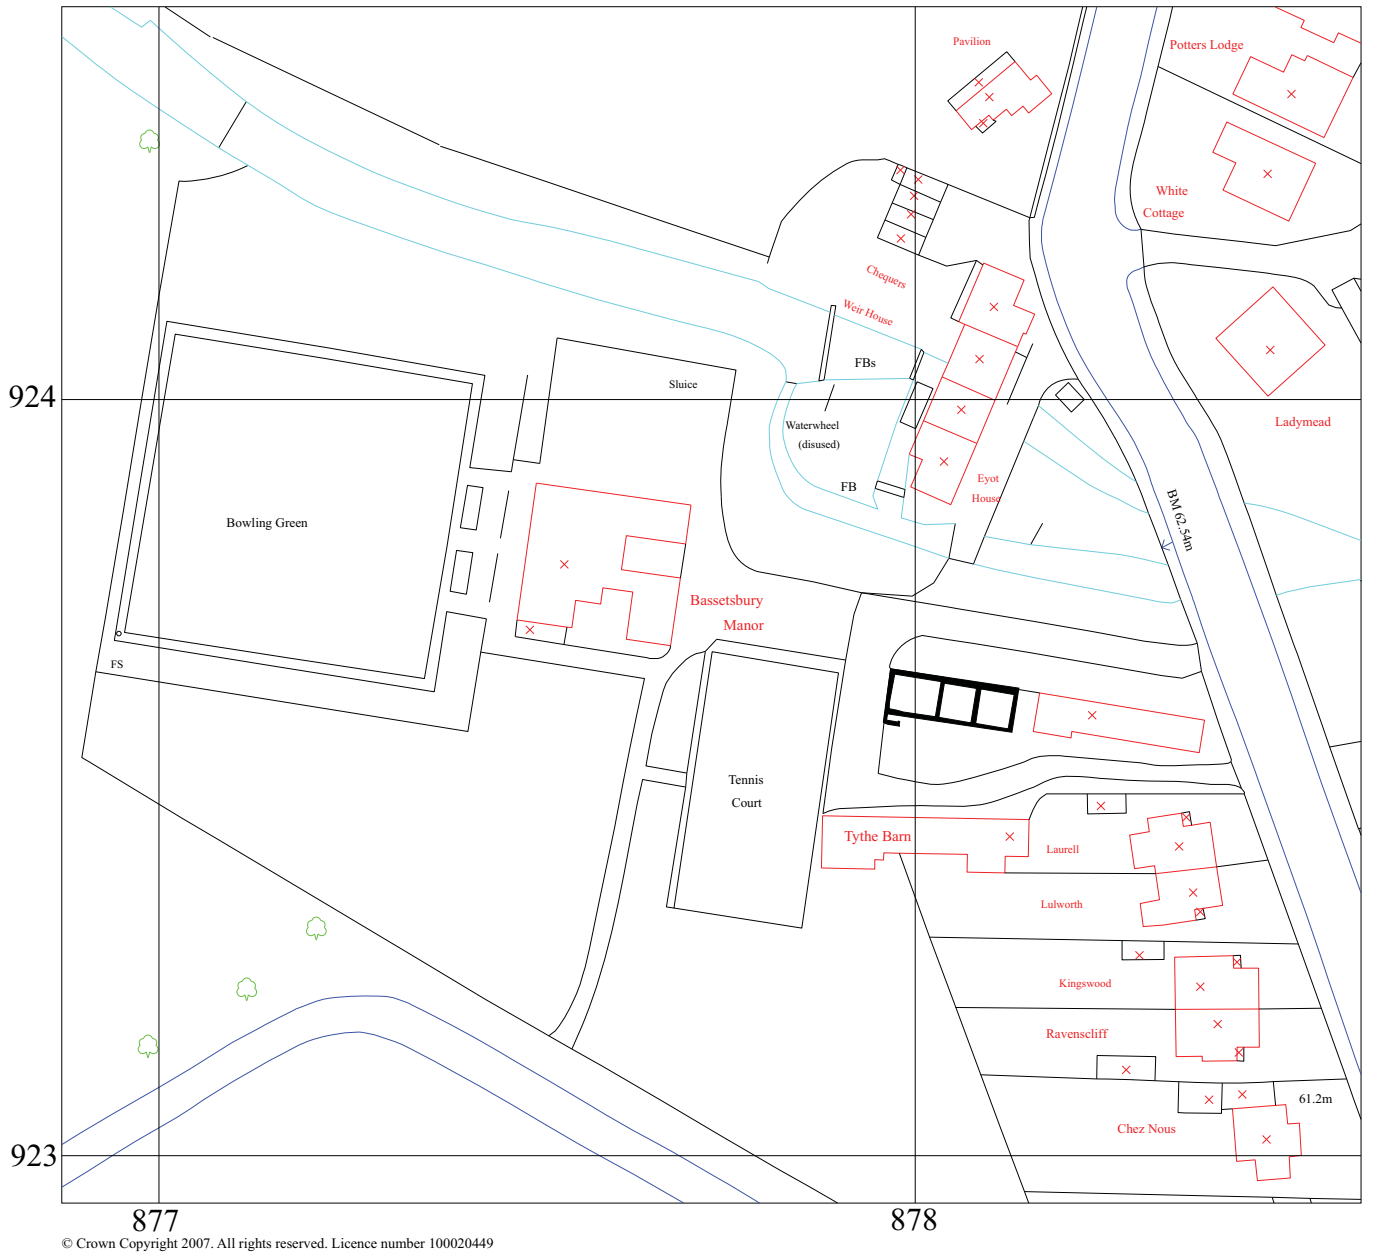 Pavilion
Potters Lodge
White
Cottage
Chequers
Weir House
FBs
Sluice
924
Waterwheel
(disused)
Ladymead
FB
Eyot
House
BM 62.54m
Bowling Green
Bassetsbury
Manor
FS
Tennis
Court
Tythe Barn
Laurell
Lulworth
Kingswood
Ravenscliff
61.2m
Chez Nous
923
877
878
© Crown Copyright 2007. All rights reserved. Licence number 100020449